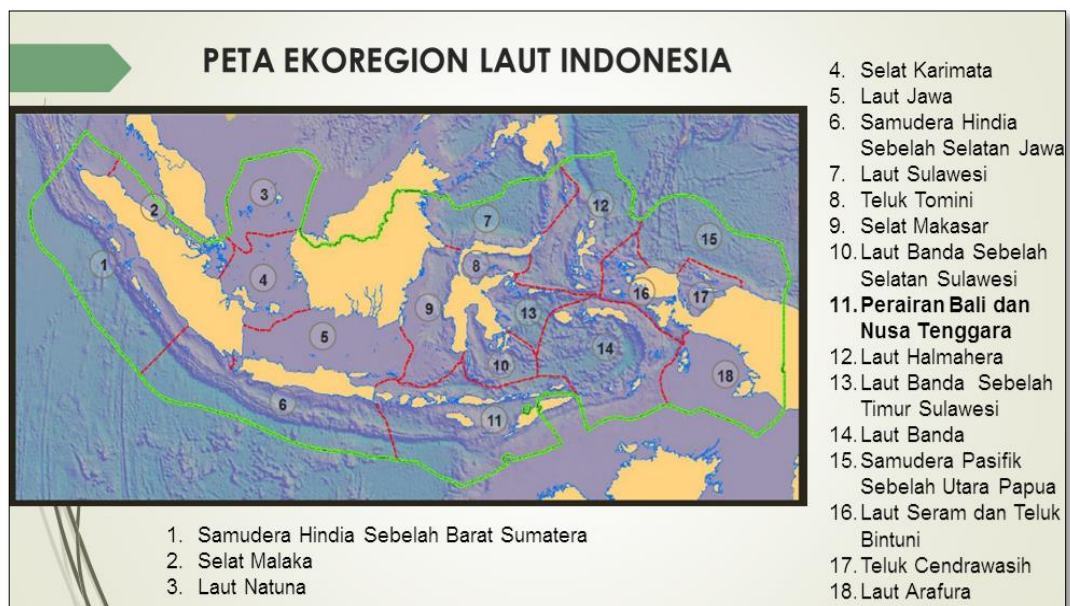 PETA EKOREGION LAUT INDONESIA
1
2
3
4
5
6
7
8
9
10
11
12
13
14
15
16
17
18
1. Samudera Hindia Sebelah Barat Sumatera
2. Selat Malaka
3. Laut Natuna
4. Selat Karimata
5. Laut Jawa
6. Samudera Hindia
Sebelah Selatan Jawa
7. Laut Sulawesi
8. Teluk Tomini
9. Selat Makasar
10. Laut Banda Sebelah
Selatan Sulawesi
11. Perairan Bali dan
Nusa Tenggara
12. Laut Halmahera
13. Laut Banda Sebelah
Timur Sulawesi
14. Laut Banda
15. Samudera Pasifik
Sebelah Utara Papua
16. Laut Seram dan Teluk
Bintuni
17. Teluk Cendrawasih
18. Laut Arafura